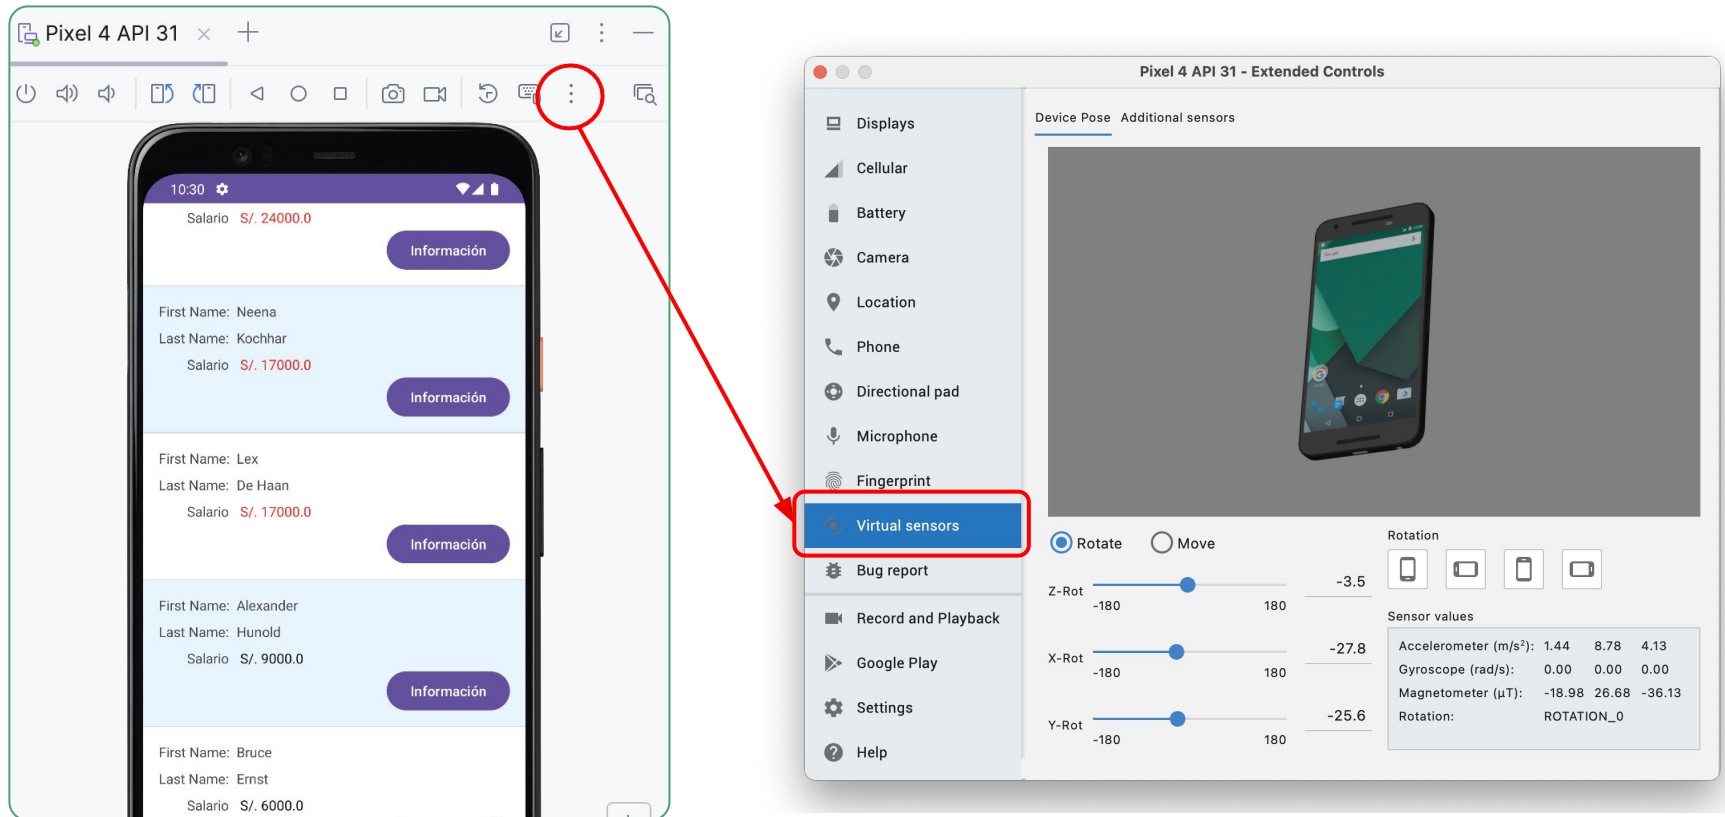 Pixel 4 API 31
10:30
Salario S/. 24000.0
Información
First Name: Neena
Last Name: Kochhar
Salario S/. 17000.0
Información
First Name: Lex
Last Name: De Haan
Salario S/. 17000.0
Información
First Name: Alexander
Last Name: Hunold
Salario S/. 9000.0
Información
First Name: Bruce
Last Name: Ernst
Salario S/. 6000.0
Pixel 4 API 31 - Extended Controls
Displays
Cellular
Battery
Camera
Location
Phone
Directional pad
Microphone
Fingerprint
Virtual sensors
Bug report
Record and Playback
Google Play
Settings
Help
Device Pose Additional sensors
Google
Rotate Move
Z-Rot -3.5
-180 180
X-Rot -27.8
-180 180
Y-Rot -25.6
-180 180
Rotation
Sensor values
Accelerometer (m/s²): 1.44 8.78 4.13
Gyroscope (rad/s): 0.00 0.00 0.00
Magnetometer (μT): -18.98 26.68 -36.13
Rotation: ROTATION_0